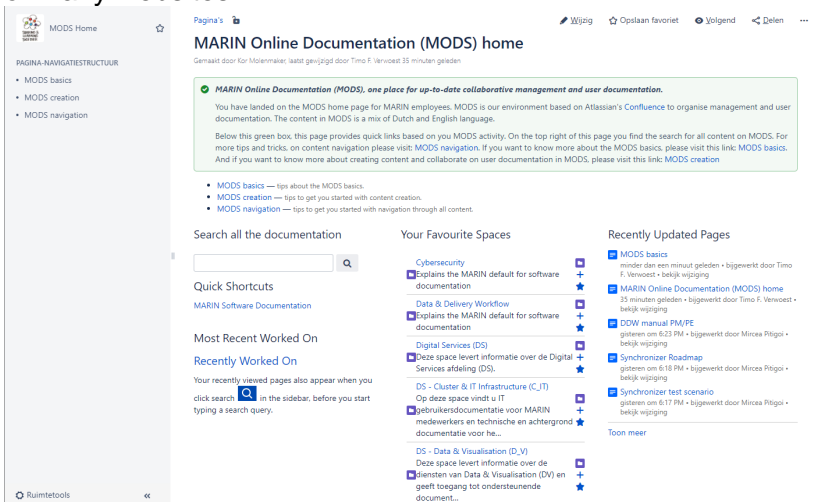 MODS Home
PAGINA-NAVIGATIESTRUCTUUR
• MODS basics
• MODS creation
• MODS navigation
Ruimtetools
Pagina's
Wijzig
Opslaan favoriet
Volgend
Delen
MARIN Online Documentation (MODS) home
Gemaakt door Kor Molenmaker, laatst gewijzigd door Timo F. Verwoest 35 minuten geleden
MARIN Online Documentation (MODS), one place for up-to-date collaborative management and user documentation.
You have landed on the MODS home page for MARIN employees. MODS is our environment based on Atlassian's Confluence to organise management and user
documentation. The content in MODS is a mix of Dutch and English language.
Below this green box, this page provides quick links based on you MODS activity. On the top right of this page you find the search for all content on MODS. For
more tips and tricks, on content navigation please visit: MODS navigation. If you want to know more about the MODS basics, please visit this link: MODS basics.
And if you want to know more about creating content and collaborate on user documentation in MODS, please visit this link: MODS creation
• MODS basics — tips about the MODS basics.
• MODS creation — tips to get you started with content creation.
• MODS navigation — tips to get you started with navigation through all content.
Search all the documentation
Quick Shortcuts
MARIN Software Documentation
Most Recent Worked On
Recently Worked On
Your recently viewed pages also appear when you
click search in the sidebar, before you start
typing a search query.
Your Favourite Spaces
Cybersecurity
Explains the MARIN default for software
documentation
Data & Delivery Workflow
Explains the MARIN default for software
documentation
Digital Services (DS)
Deze space levert informatie over de Digital
Services afdeling (DS).
DS - Cluster & IT Infrastructure (C_IT)
Op deze space vindt u IT
gebruikersdocumentatie voor MARIN
medewerkers en technische en achtergrond
documentatie voor he...
DS - Data & Visualisation (D_V)
Deze space levert informatie over de
diensten van Data & Visualisation (DV) en
geeft toegang tot ondersteunende
document...
Recently Updated Pages
MODS basics
minder dan een minuut geleden • bijgewerkt door Timo
F. Verwoest • bekijk wijziging
MARIN Online Documentation (MODS) home
35 minuten geleden • bijgewerkt door Timo F. Verwoest •
bekijk wijziging
DDW manual PM/PE
gisteren om 6:23 PM • bijgewerkt door Mircea Pitigoi •
bekijk wijziging
Synchronizer Roadmap
gisteren om 6:18 PM • bijgewerkt door Mircea Pitigoi •
bekijk wijziging
Synchronizer test scenario
gisteren om 6:17 PM • bijgewerkt door Mircea Pitigoi •
bekijk wijziging
Toon meer